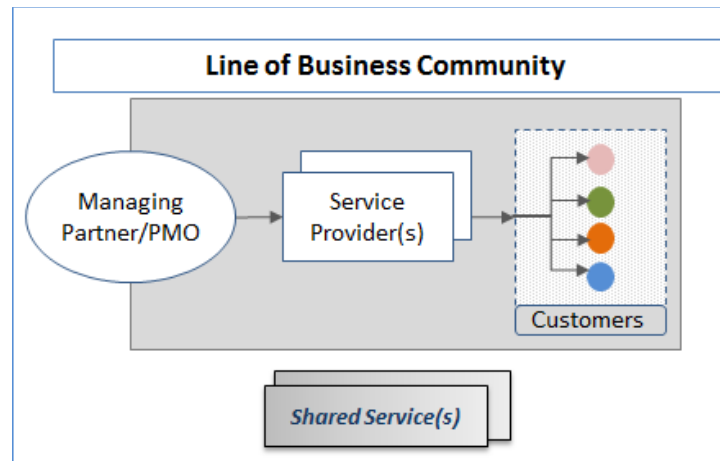 Line of Business Community
Managing
Partner/PMO
Service
Provider(s)
Customers
Shared Service(s)